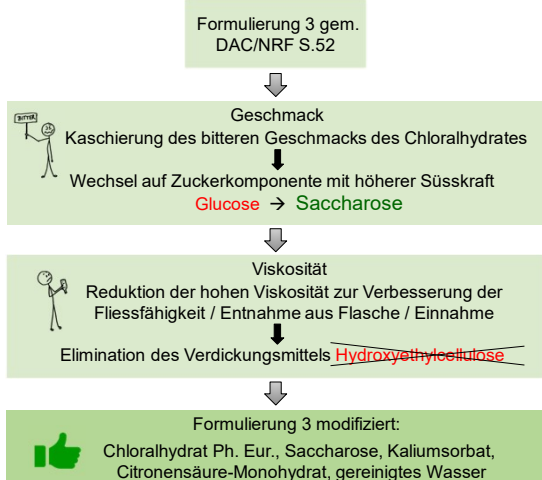 Formulierung 3 gem.
DAC/NRF S.52
BITTER
Geschmack
Kaschierung des bitteren Geschmacks des Chloralhydrates
Wechsel auf Zuckerkomponente mit höherer Süsskraft
Glucose → Saccharose
Viskosität
Reduktion der hohen Viskosität zur Verbesserung der
Fliessfähigkeit / Entnahme aus Flasche / Einnahme
Elimination des Verdickungsmittels Hydroxyethylcellulose
Formulierung 3 modifiziert:
Chloralhydrat Ph. Eur., Saccharose, Kaliumsorbat,
Citronensäure-Monohydrat, gereinigtes Wasser